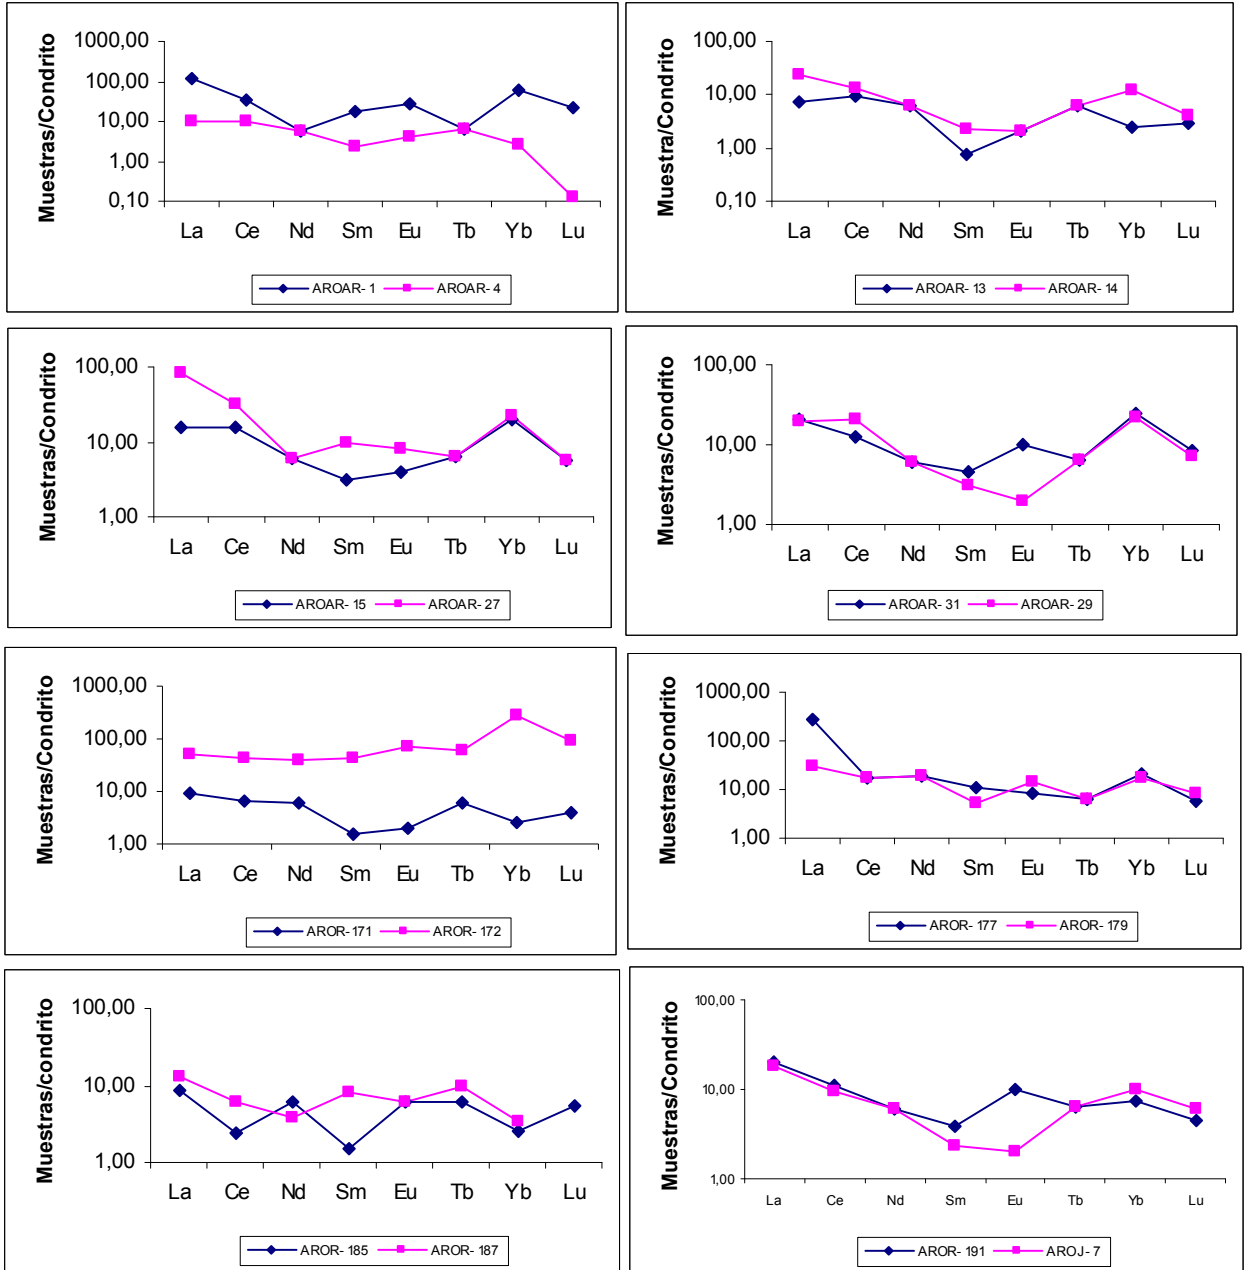 Muestras/Condrito
1000,00
100,00
10,00
1,00
0,10
La Ce Nd Sm Eu Tb Yb Lu
AROAR- 1 AROAR- 4
Muestra/Condrito
100,00
10,00
1,00
0,10
La Ce Nd Sm Eu Tb Yb Lu
AROAR- 13 AROAR- 14
Muestras/Condrito
100,00
10,00
1,00
La Ce Nd Sm Eu Tb Yb Lu
AROAR- 15 AROAR- 27
Muestras/Condrito
100,00
10,00
1,00
La Ce Nd Sm Eu Tb Yb Lu
AROAR- 31 AROAR- 29
Muestras/Condrito
1000,00
100,00
10,00
1,00
La Ce Nd Sm Eu Tb Yb Lu
AROR- 171 AROR- 172
Muestras/Condrito
1000,00
100,00
10,00
1,00
La Ce Nd Sm Eu Tb Yb Lu
AROR- 177 AROR- 179
Muestras/condrito
100,00
10,00
1,00
La Ce Nd Sm Eu Tb Yb Lu
AROR- 185 AROR- 187
Muestras/Condrito
100,00
10,00
1,00
La Ce Nd Sm Eu Tb Yb Lu
AROR- 191 AROJ- 7